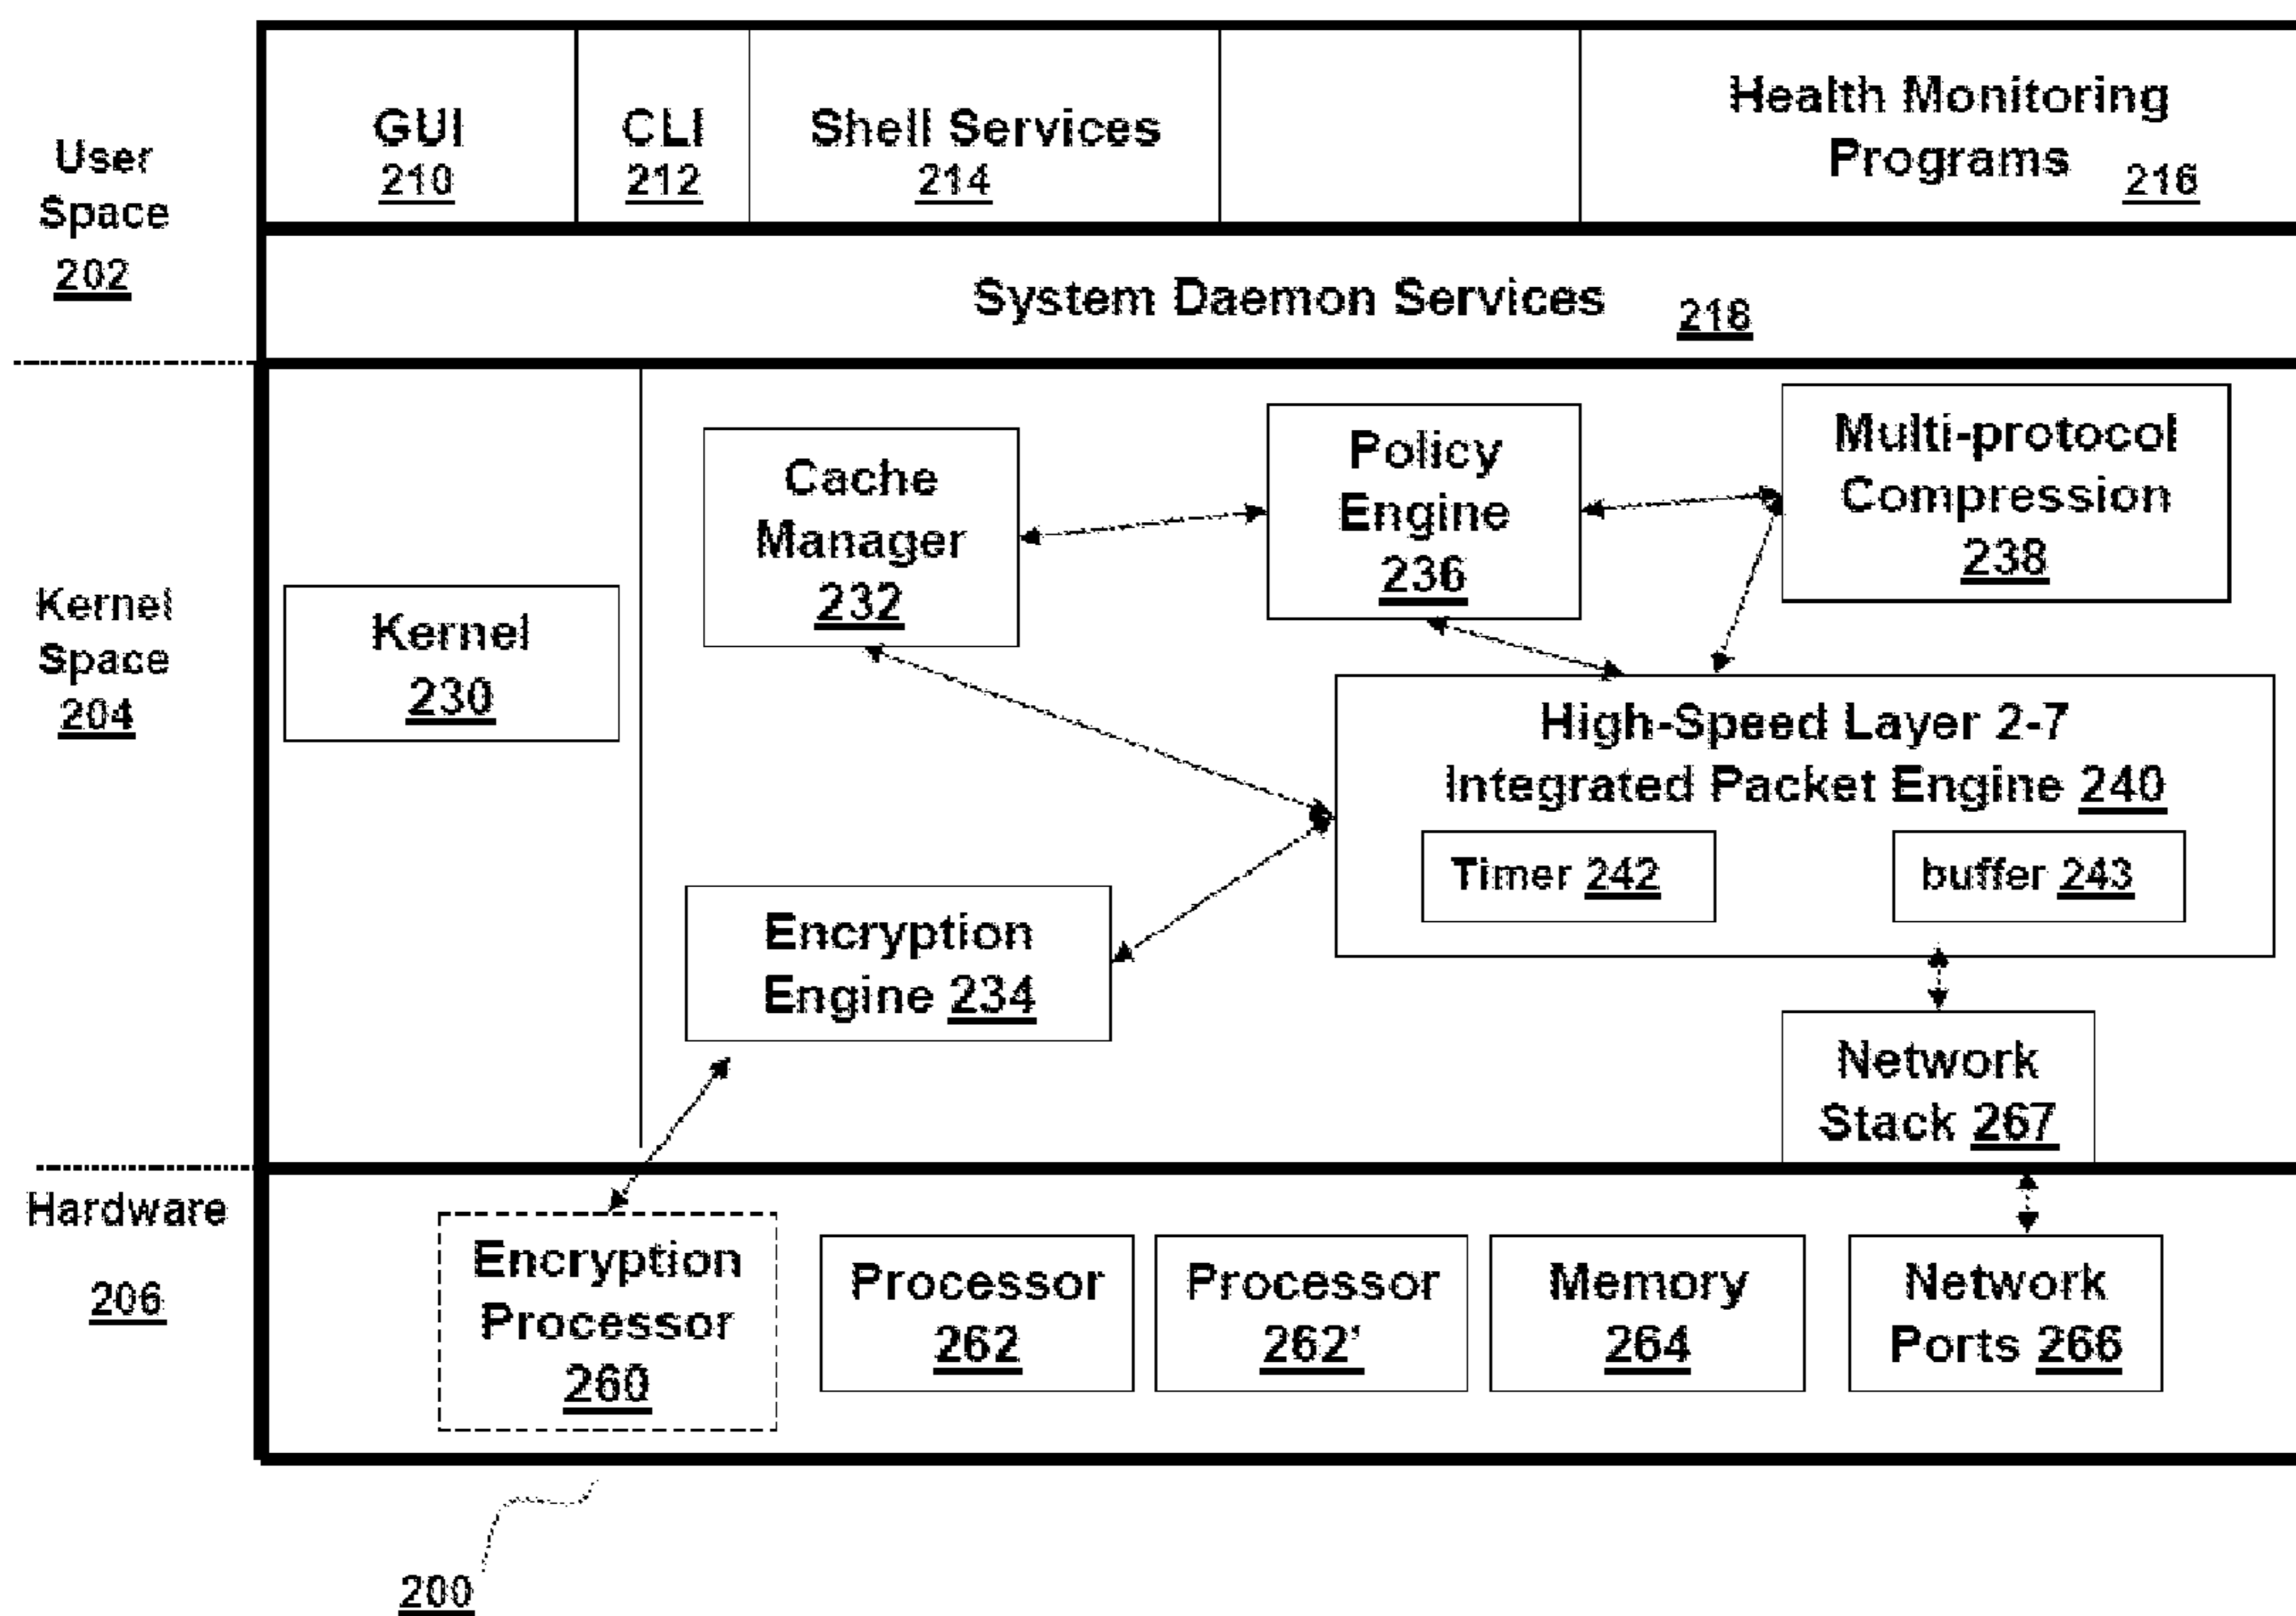 User
Space
202
GUI
210
CLI
212
Shell Services
214
Health Monitoring
Programs 216
System Daemon Services 218
Kernel
Space
204
Kernel
230
Cache
Manager
232
Policy
Engine
236
Multi-protocol
Compression
238
High-Speed Layer 2-7
Integrated Packet Engine 240
Timer 242
buffer 243
Encryption
Engine 234
Network
Stack 267
Hardware
206
Encryption
Processor
260
Processor
262
Processor
262'
Memory
264
Network
Ports 266
200